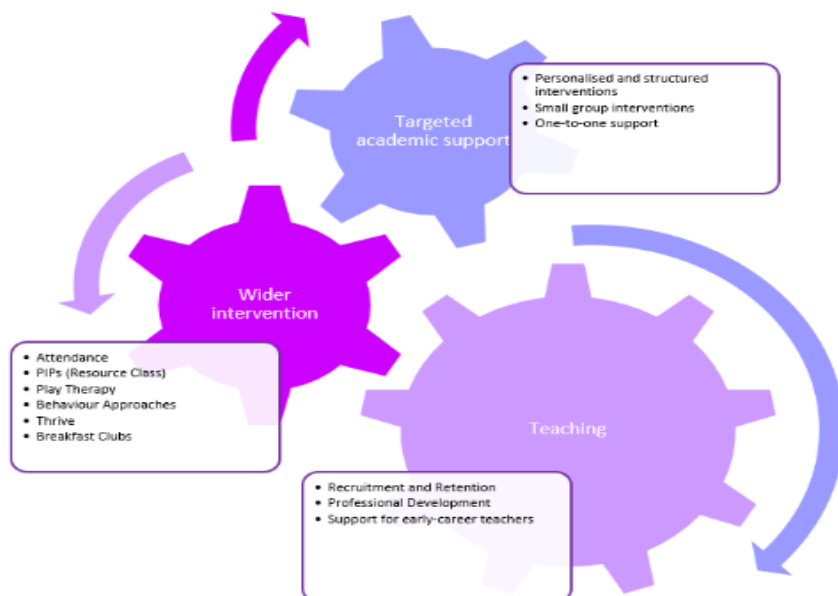 Targeted
academic support
• Personalised and structured
interventions
• Small group interventions
• One-to-one support
Wider
intervention
• Attendance
• PIPs (Resource Class)
• Play Therapy
• Behaviour Approaches
• Thrive
• Breakfast Clubs
Teaching
• Recruitment and Retention
• Professional Development
• Support for early-career teachers